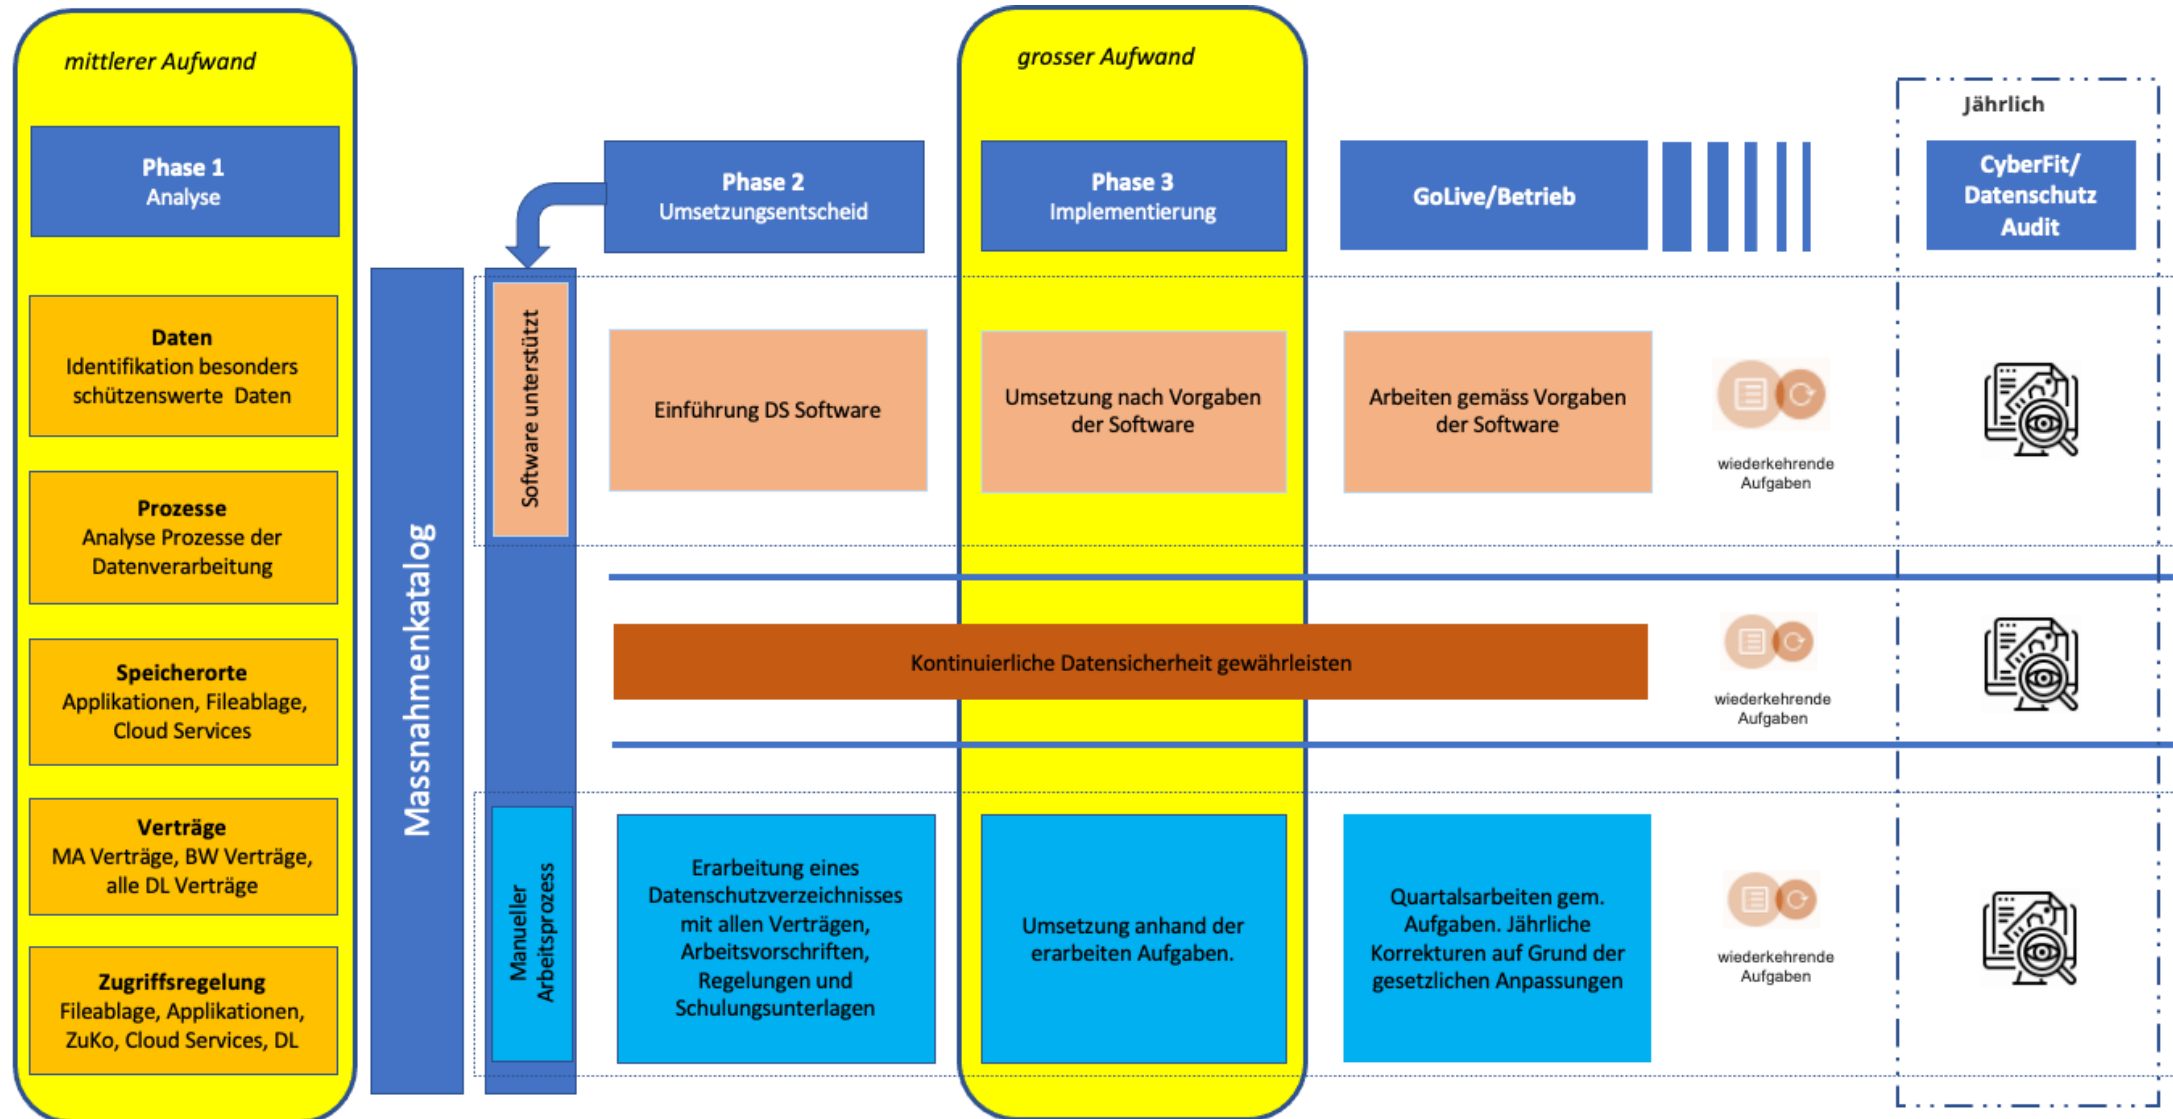 mittlerer Aufwand
Phase 1
Analyse
Daten
Identifikation besonders
schützenswerte  Daten
Prozesse
Analyse Prozesse der
Datenverarbeitung
Speicherorte
Applikationen, Fileablage,
Cloud Services
Verträge
MA Verträge, BW Verträge,
alle DL Verträge
Zugriffsregelung
Fileablage, Applikationen,
ZuKo, Cloud Services, DL
Massnahmenkatalog
Software unterstützt
Manueller
Arbeitsprozess
Phase 2
Umsetzungsentscheid
Einführung DS Software
Erarbeitung eines
Datenschutzverzeichnisses
mit allen Verträgen,
Arbeitsvorschriften,
Regelungen und
Schulungsunterlagen
grosser Aufwand
Phase 3
Implementierung
Umsetzung nach Vorgaben
der Software
Kontinuierliche Datensicherheit gewährleisten
Umsetzung anhand der
erarbeiten Aufgaben.
GoLive/Betrieb
Arbeiten gemäss Vorgaben
der Software
Quartalsarbeiten gem.
Aufgaben. Jährliche
Korrekturen auf Grund der
gesetzlichen Anpassungen
wiederkehrende
Aufgaben
wiederkehrende
Aufgaben
wiederkehrende
Aufgaben
Jährlich
CyberFit/
Datenschutz
Audit